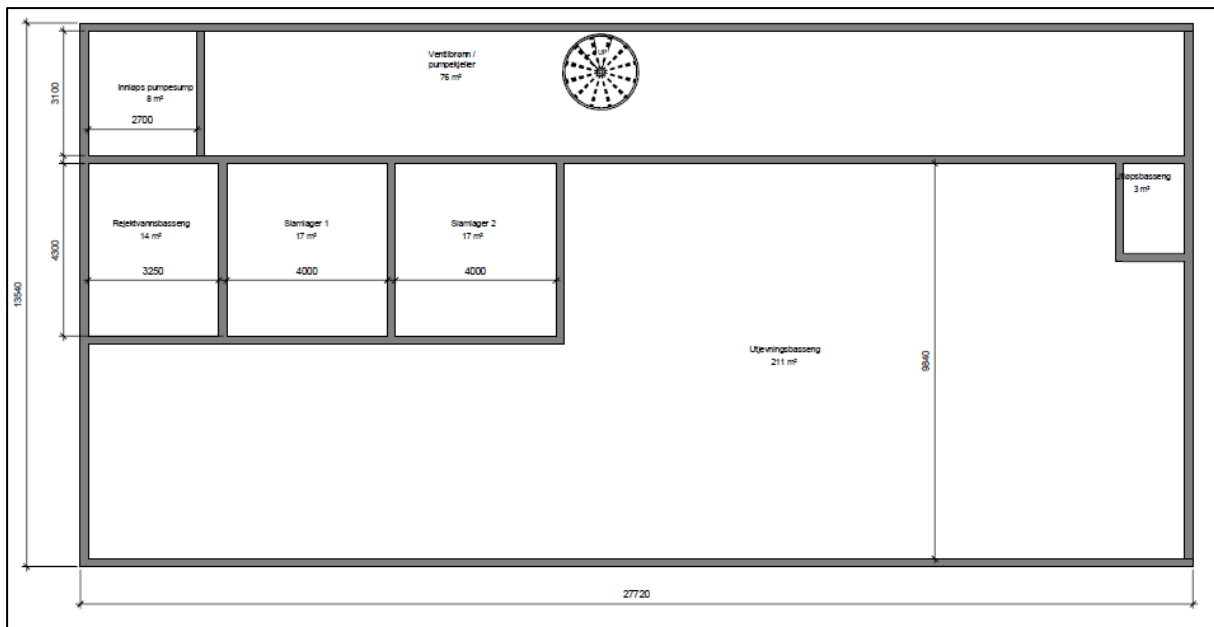 Ventilbrønn /
pumpekjeller
76 m²
UP
Innløps pumpesump
8 m²
3100
2700
Utløpsbasseng
3 m²
Rejektvannsbasseng
14 m²
Slamlager 1
17 m²
Slamlager 2
17 m²
4300
3250
4000
4000
13540
Utjevningsbasseng
211 m²
9840
27720